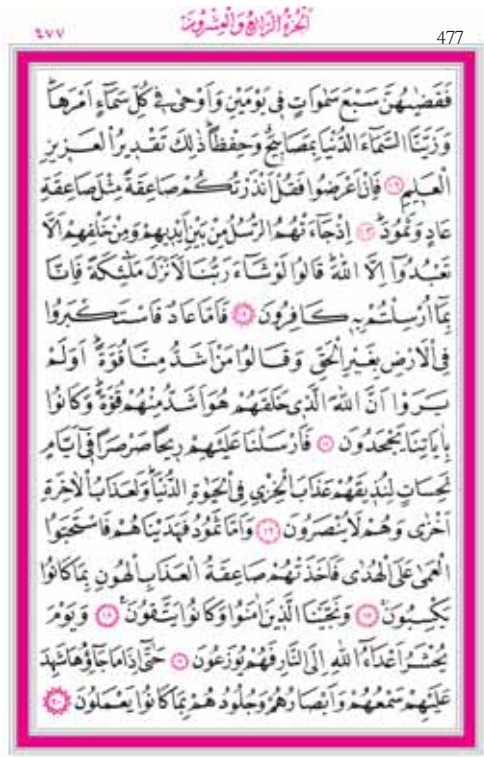 ٤٧٧
اَلْجُزْءُ الرَّابِعُ وَالْعِشْرُونَ
477
فَقَضٰيهُنَّ سَبْعَ سَمٰوَاتٍ فٖي يَوْمَيْنِ وَاَوْحٰى فٖي كُلِّ سَمَٓاءٍ اَمْرَهَاۜ
وَزَيَّنَّا السَّمَٓاءَ الدُّنْيَا بِمَصَابٖيحَۗ وَحِفْظاًۜ ذٰلِكَ تَقْدٖيرُ الْعَزٖيزِ
الْعَلٖيمِ ﴿١٢﴾ فَاِنْ اَعْرَضُوا فَقُلْ اَنْذَرْتُكُمْ صَاعِقَةً مِثْلَ صَاعِقَةِ
عَادٍ وَثَمُودَۜ ﴿١٣﴾ اِذْ جَٓاءَتْهُمُ الرُّسُلُ مِنْ بَيْنِ اَيْدٖيهِمْ وَمِنْ خَلْفِهِمْ اَلَّا
تَعْبُدُٓوا اِلَّا اللّٰهَۜ قَالُوا لَوْ شَٓاءَ رَبُّنَا لَاَنْزَلَ مَلٰٓئِكَةً فَاِنَّا
بِمَٓا اُرْسِلْتُمْ بِهٖ كَافِرُونَ ﴿١٤﴾ فَاَمَّا عَادٌ فَاسْتَكْبَرُوا
فِي الْاَرْضِ بِغَيْرِ الْحَقِّ وَقَالُوا مَنْ اَشَدُّ مِنَّا قُوَّةًۜ اَوَلَمْ
يَرَوْا اَنَّ اللّٰهَ الَّذٖي خَلَقَهُمْ هُوَ اَشَدُّ مِنْهُمْ قُوَّةًۜ وَكَانُوا
بِاٰيَاتِنَا يَجْحَدُونَ ﴿١٥﴾ فَاَرْسَلْنَا عَلَيْهِمْ رٖيحاً صَرْصَراً فٖٓي اَيَّامٍ
نَحِسَاتٍ لِنُذٖيقَهُمْ عَذَابَ الْخِزْيِ فِي الْحَيٰوةِ الدُّنْيَاۜ وَلَعَذَابُ الْاٰخِرَةِ
اَخْزٰى وَهُمْ لَا يُنْصَرُونَ ﴿١٦﴾ وَاَمَّا ثَمُودُ فَهَدَيْنَاهُمْ فَاسْتَحَبُّوا
الْعَمٰى عَلَى الْهُدٰى فَاَخَذَتْهُمْ صَاعِقَةُ الْعَذَابِ الْهُونِ بِمَا كَانُوا
يَكْسِبُونَۚ ﴿١٧﴾ وَنَجَّيْنَا الَّذٖينَ اٰمَنُوا وَكَانُوا يَتَّقُونَ۟ ﴿١٨﴾ وَيَوْمَ
يُحْشَرُ اَعْدَٓاءُ اللّٰهِ اِلَى النَّارِ فَهُمْ يُوزَعُونَ ﴿١٩﴾ حَتّٰٓى اِذَا مَا جَٓاؤُ۫هَا شَهِدَ
عَلَيْهِمْ سَمْعُهُمْ وَاَبْصَارُهُمْ وَجُلُودُهُمْ بِمَا كَانُوا يَعْمَلُونَ ﴿٢٠﴾